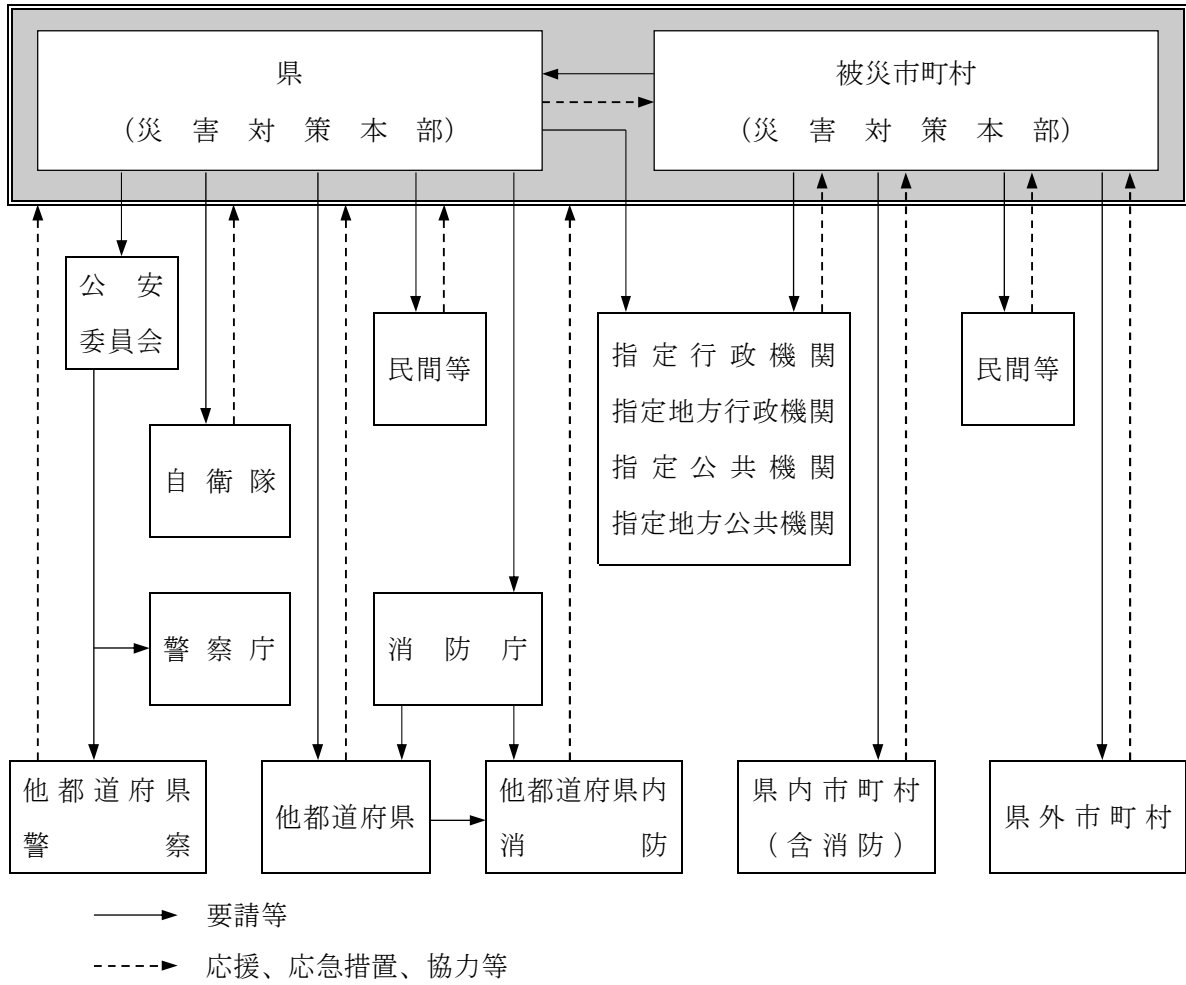 県
(災害対策本部)
被災市町村
(災害対策本部)
公安
委員会
民間等
指定行政機関
指定地方行政機関
指定公共機関
指定地方公共機関
民間等
自衛隊
警察庁
消防庁
他都道府県
警察
他都道府県
他都道府県内
消防
県内市町村
(含消防)
県外市町村
要請等
応援、応急措置、協力等